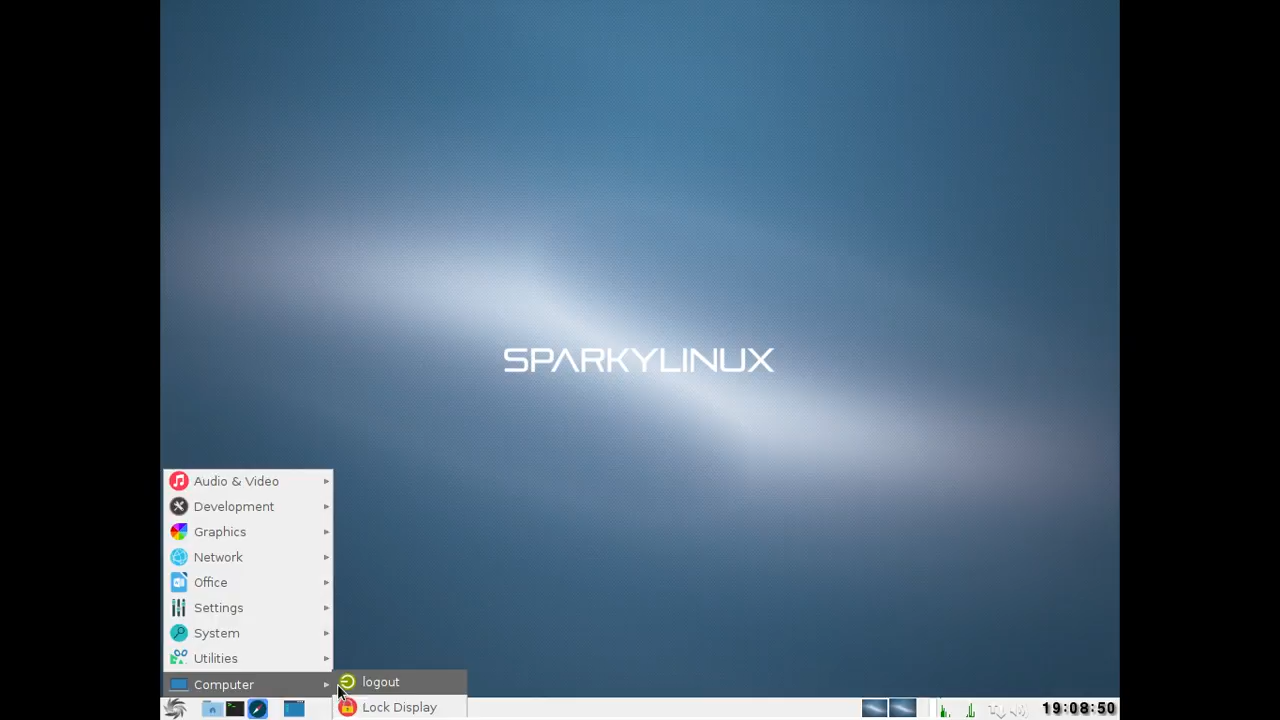 SPARKYLINUX
Audio & Video
Development
Graphics
Network
Office
Settings
System
Utilities
Computer
logout
Lock Display
19:08:50